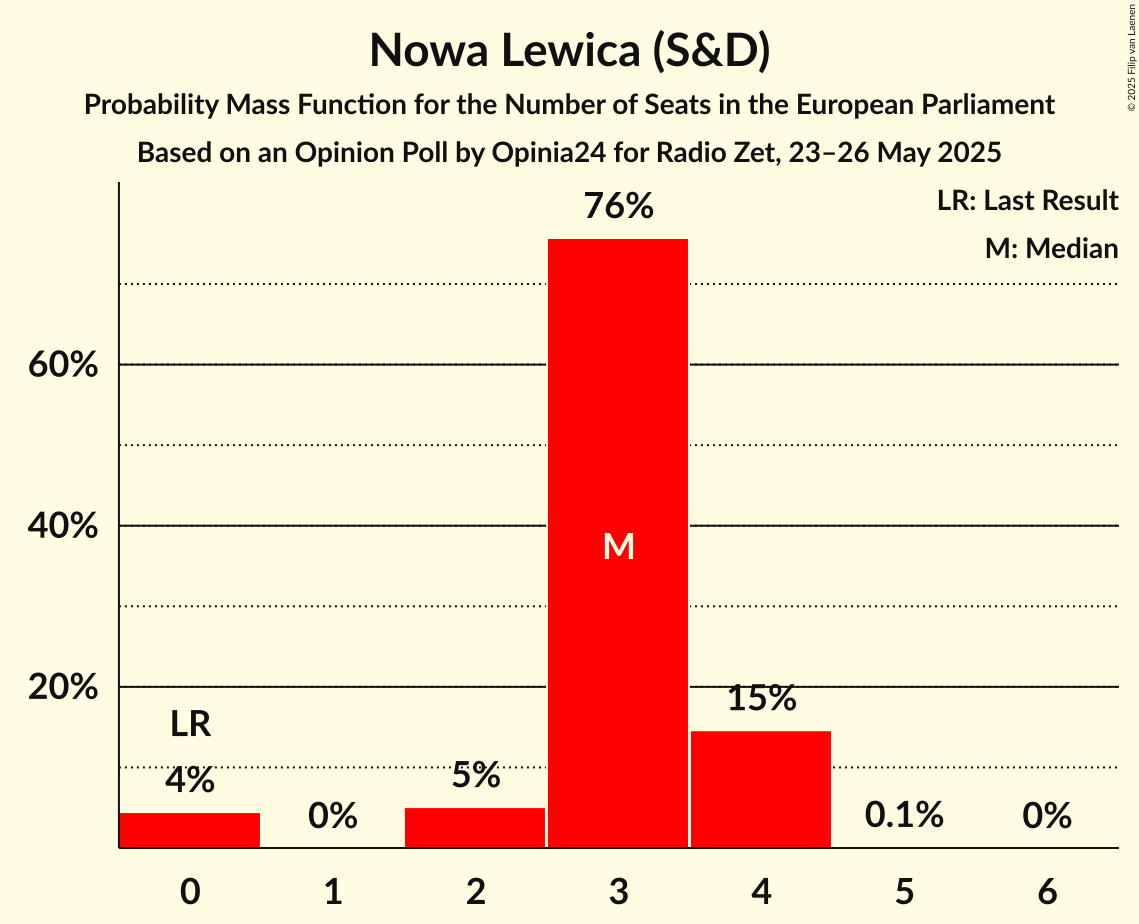 Nowa Lewica (S&D)
Probability Mass Function for the Number of Seats in the European Parliament
Based on an Opinion Poll by Opinia24 for Radio Zet, 23–26 May 2025
© 2025 Filip van Laenen
LR: Last Result
M: Median
76%
60%
40%
M
20%
15%
LR
4%
0%
5%
0.1%
0%
0 1 2 3 4 5 6